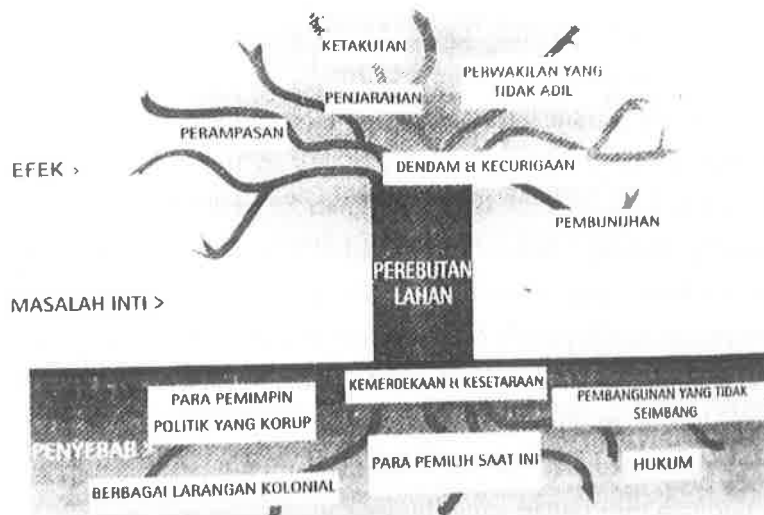 KETAKUTAN
PERWAKILAN YANG
TIDAK ADIL
PENJARAHAN
PERAMPASAN
EFEK >
DENDAM & KECURIGAAN
PEMBUNUHAN
PEREBUTAN
LAHAN
MASALAH INTI >
KEMERDEKAAN & KESETARAAN
PARA PEMIMPIN
POLITIK YANG KORUP
PEMBANGUNAN YANG TIDAK
SEIMBANG
PENYEBAB >
PARA PEMILIH SAAT INI
HUKUM
BERBAGAI LARANGAN KOLONIAL